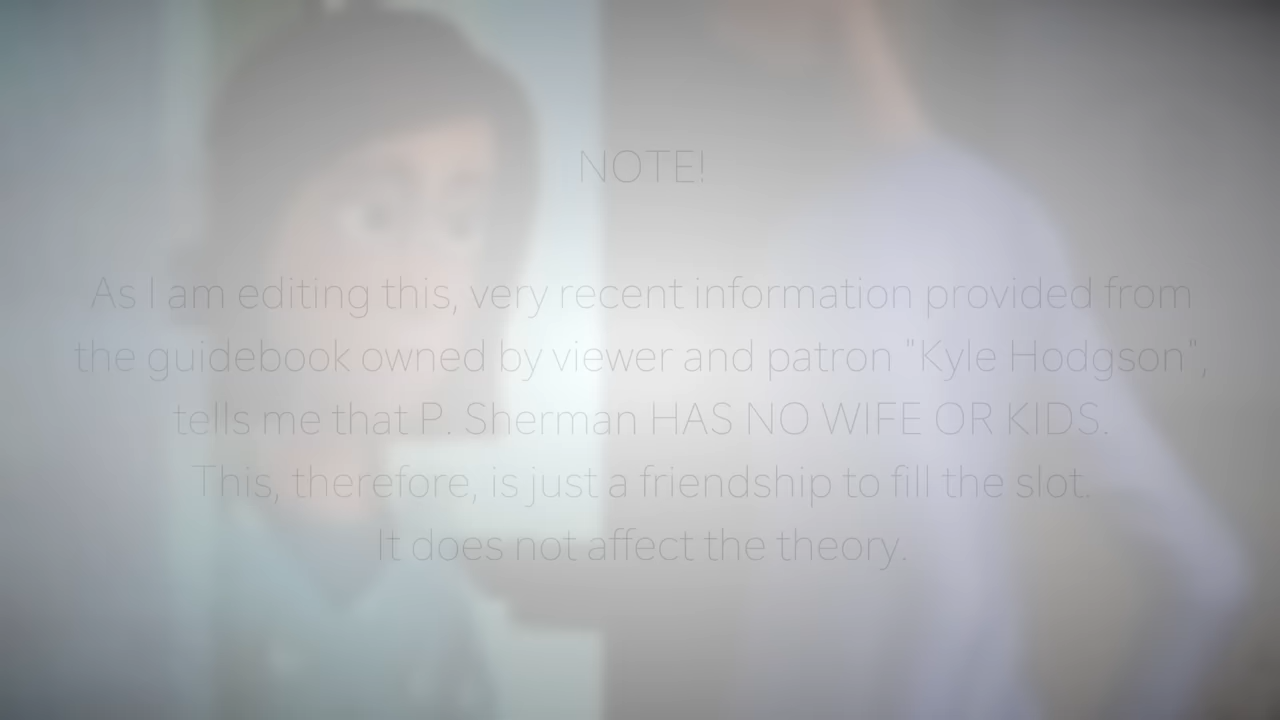 NOTE!
As I am editing this, very recent information provided from
the guidebook owned by viewer and patron "Kyle Hodgson",
tells me that P. Sherman HAS NO WIFE OR KIDS.
This, therefore, is just a friendship to fill the slot.
It does not affect the theory.